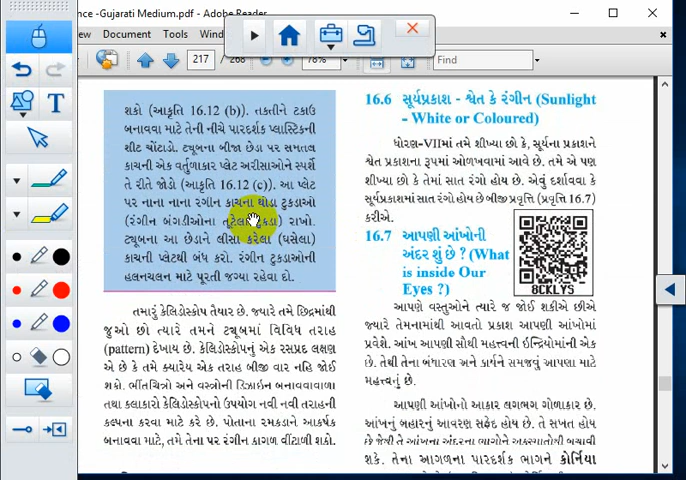 nce -Gujarati Medium.pdf - Adobe Reader
ew Document Tools Window Help
217 / 268 78% Find
શકો (આકૃતિ 16.12 (b)). તકતીને ટકાઉ
બનાવવા માટે તેની નીચે પારદર્શક પ્લાસ્ટિકની
શીટ ચોંટાડો. ટ્યૂબના બીજા છેડા પર સમતલ
કાચની એક વર્તુળાકાર પ્લેટ અરીસાઓને સ્પર્શે
તે રીતે જોડો (આકૃતિ 16.12 (c)). આ પ્લેટ
પર નાના નાના રંગીન કાચના થોડા ટુકડાઓ
(રંગીન બંગડીઓના તૂટેલા ટુકડા) રાખો.
ટ્યૂબના આ છેડાને લીસા કરેલા (ઘસેલા)
કાચની પ્લેટથી બંધ કરો. રંગીન ટુકડાઓની
હલનચલન માટે પૂરતી જગ્યા રહેવા દો.
તમારું કેલિડોસ્કોપ તૈયાર છે. જ્યારે તમે છિદ્રમાંથી
જુઓ છો ત્યારે તમને ટ્યૂબમાં વિવિધ તરાહ
(pattern) દેખાય છે. કેલિડોસ્કોપનું એક રસપ્રદ લક્ષણ
એ છે કે તમે ક્યારેય એક તરાહ બીજી વાર નહિ જોઈ
શકો. ભીંતચિત્રો અને વસ્ત્રોની ડિઝાઇન બનાવવાવાળા
તથા કલાકારો કેલિડોસ્કોપનો ઉપયોગ નવી નવી તરાહની
કલ્પના કરવા માટે કરે છે. પોતાના રમકડાને આકર્ષક
બનાવવા માટે, તમે તેના પર રંગીન કાગળ વીંટાળી શકો.
16.6 સૂર્યપ્રકાશ - શ્વેત કે રંગીન (Sunlight
- White or Coloured)
ધોરણ-VIIમાં તમે શીખ્યા છો કે, સૂર્યના પ્રકાશને
શ્વેત પ્રકાશના રૂપમાં ઓળખવામાં આવે છે. તમે એ પણ
શીખ્યા છો કે તેમાં સાત રંગો હોય છે. એવું દર્શાવવા કે
સૂર્યપ્રકાશમાં સાત રંગો હોય છે બીજી પ્રવૃત્તિ (પ્રવૃત્તિ 16.7)
કરીએ.
16.7 આપણી આંખોની
અંદર શું છે ? (What
is inside Our
Eyes ?)
8CKLYS
આપણે વસ્તુઓને ત્યારે જ જોઈ શકીએ છીએ
જ્યારે તેમનામાંથી આવતો પ્રકાશ આપણી આંખોમાં
પ્રવેશે. આંખ આપણી સૌથી મહત્ત્વની ઇન્દ્રિયોમાંની એક
છે. તેથી તેના બંધારણ અને કાર્યને સમજવું આપણા માટે
મહત્ત્વનું છે.
આપણી આંખોનો આકાર લગભગ ગોળાકાર છે.
આંખનું બહારનું આવરણ સફેદ હોય છે. તે સખત હોય
છે જેથી તે આંખના અંદરના ભાગોને અકસ્માતોથી બચાવી
શકે. તેના આગળના પારદર્શક ભાગને કોર્નિયા